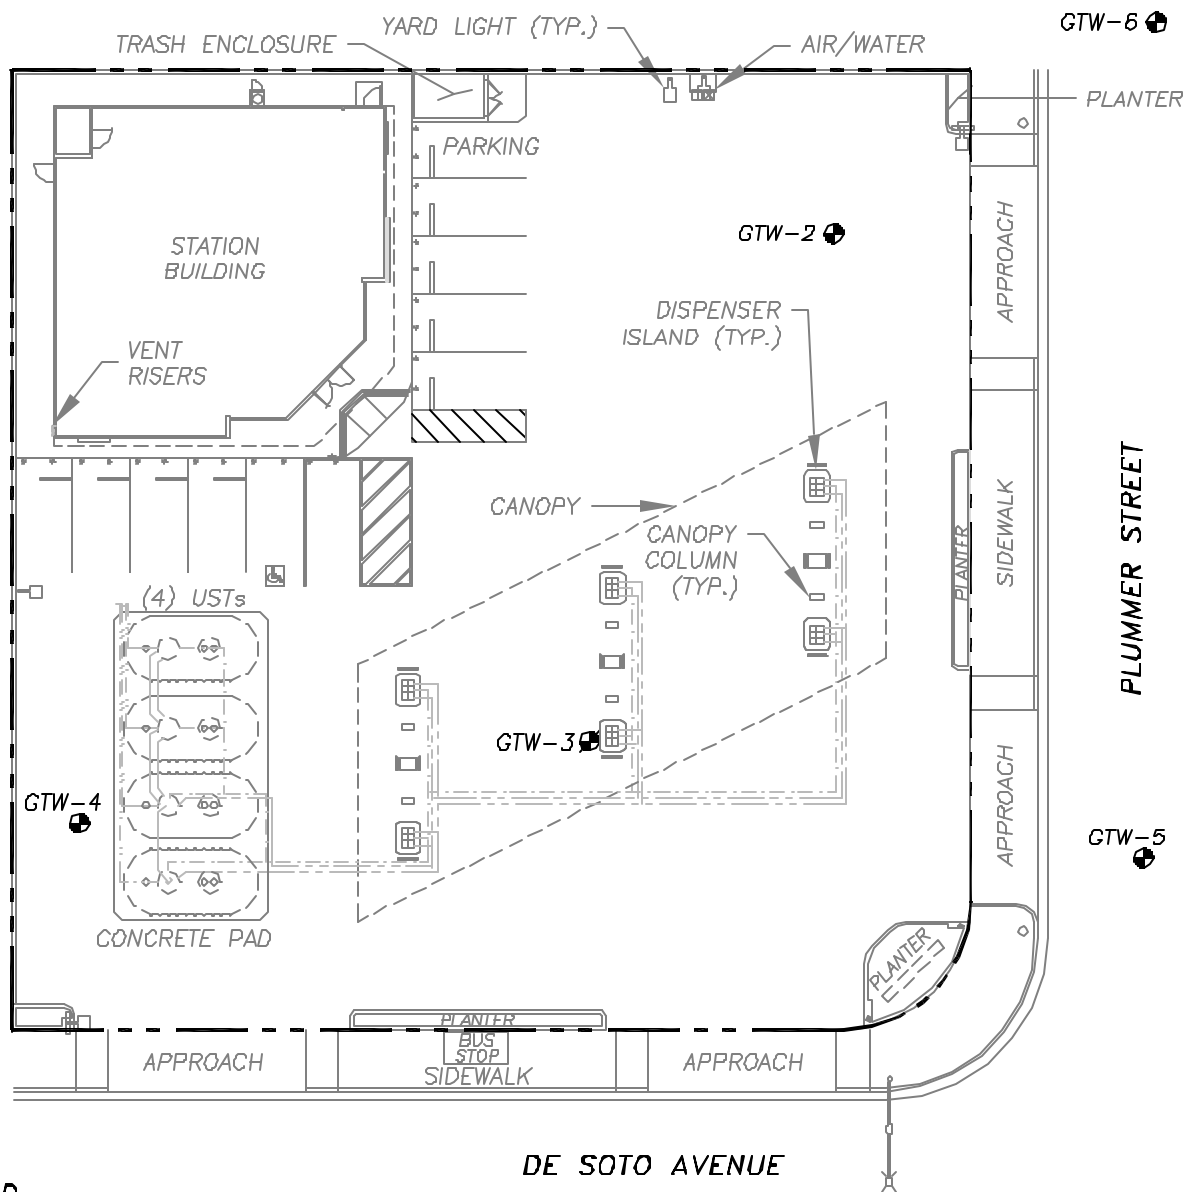 YARD LIGHT (TYP.)
GTW-6
TRASH ENCLOSURE
AIR/WATER
PLANTER
PARKING
APPROACH
GTW-2
STATION
BUILDING
DISPENSER
ISLAND (TYP.)
VENT
RISERS
CANOPY
CANOPY
COLUMN
(TYP.)
PLANTER
SIDEWALK
PLUMMER STREET
(4) USTs
GTW-3
GTW-4
APPROACH
GTW-5
CONCRETE PAD
PLANTER
PLANTER
BUS
STOP
APPROACH
SIDEWALK
APPROACH
DE SOTO AVENUE